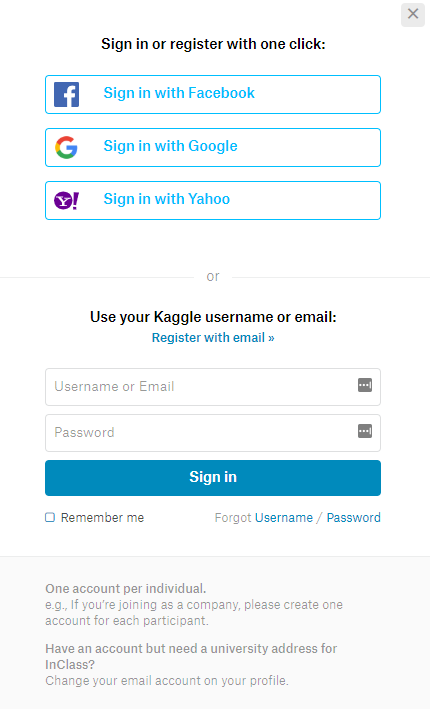 Sign in or register with one click:
Sign in with Facebook
Sign in with Google
Sign in with Yahoo
or
Use your Kaggle username or email:
Register with email »
Username or Email
Password
Sign in
Remember me
Forgot Username / Password
One account per individual.
e.g., If you're joining as a company, please create one
account for each participant.
Have an account but need a university address for
InClass?
Change your email account on your profile.